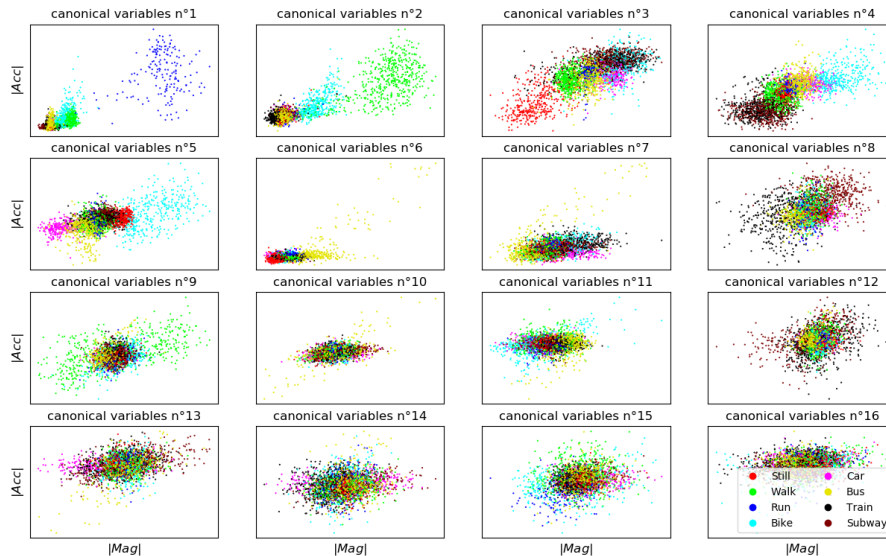 canonical variables n°1 canonical variables n°2 canonical variables n°3 canonical variables n°4
|Acc|
canonical variables n°5 canonical variables n°6 canonical variables n°7 canonical variables n°8
|Acc|
canonical variables n°9 canonical variables n°10 canonical variables n°11 canonical variables n°12
|Acc|
canonical variables n°13 canonical variables n°14 canonical variables n°15 canonical variables n°16
|Acc|
Still Car
Walk Bus
Run Train
Bike Subway
|Mag| |Mag| |Mag| |Mag|